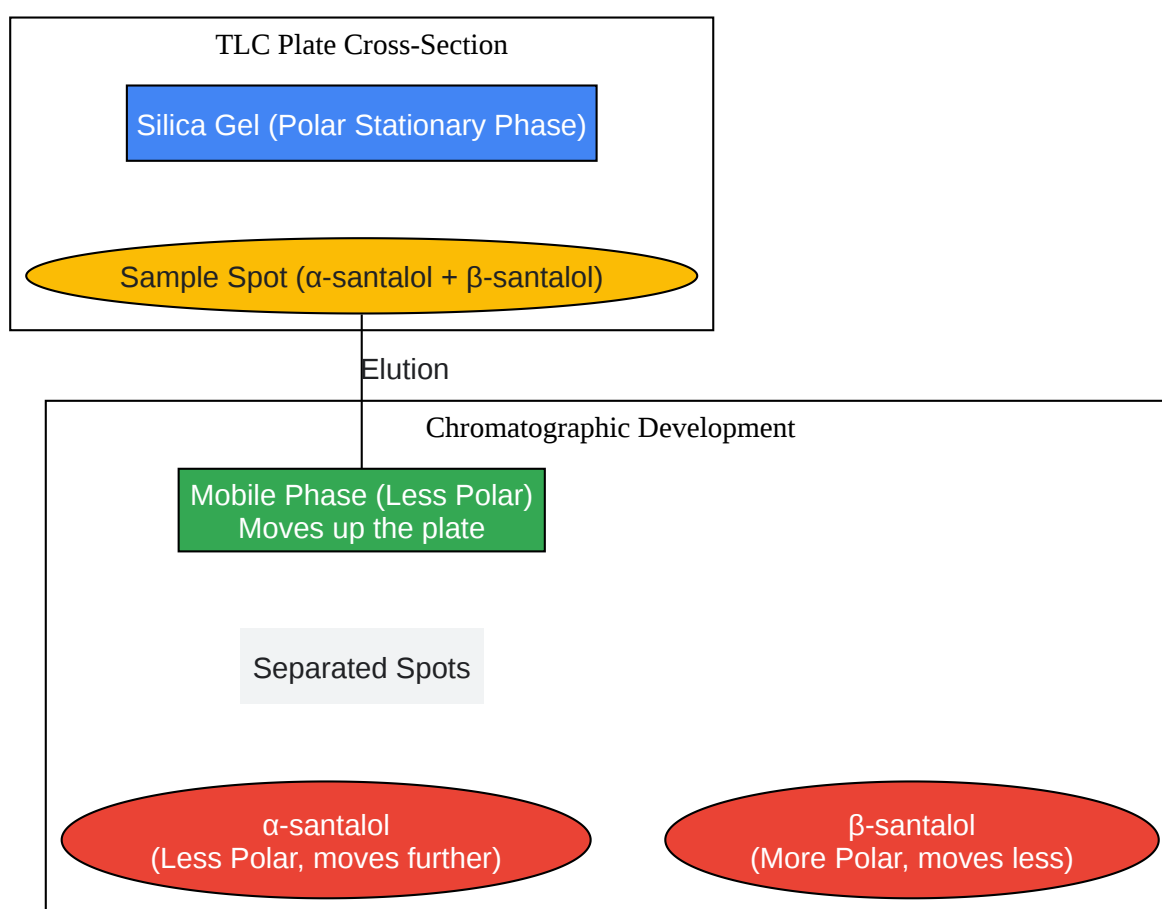 TLC Plate Cross-Section
Silica Gel (Polar Stationary Phase)
Sample Spot (α-santalol + β-santalol)
Elution
Chromatographic Development
Mobile Phase (Less Polar)
Moves up the plate
Separated Spots
α-santalol
(Less Polar, moves further)
β-santalol
(More Polar, moves less)